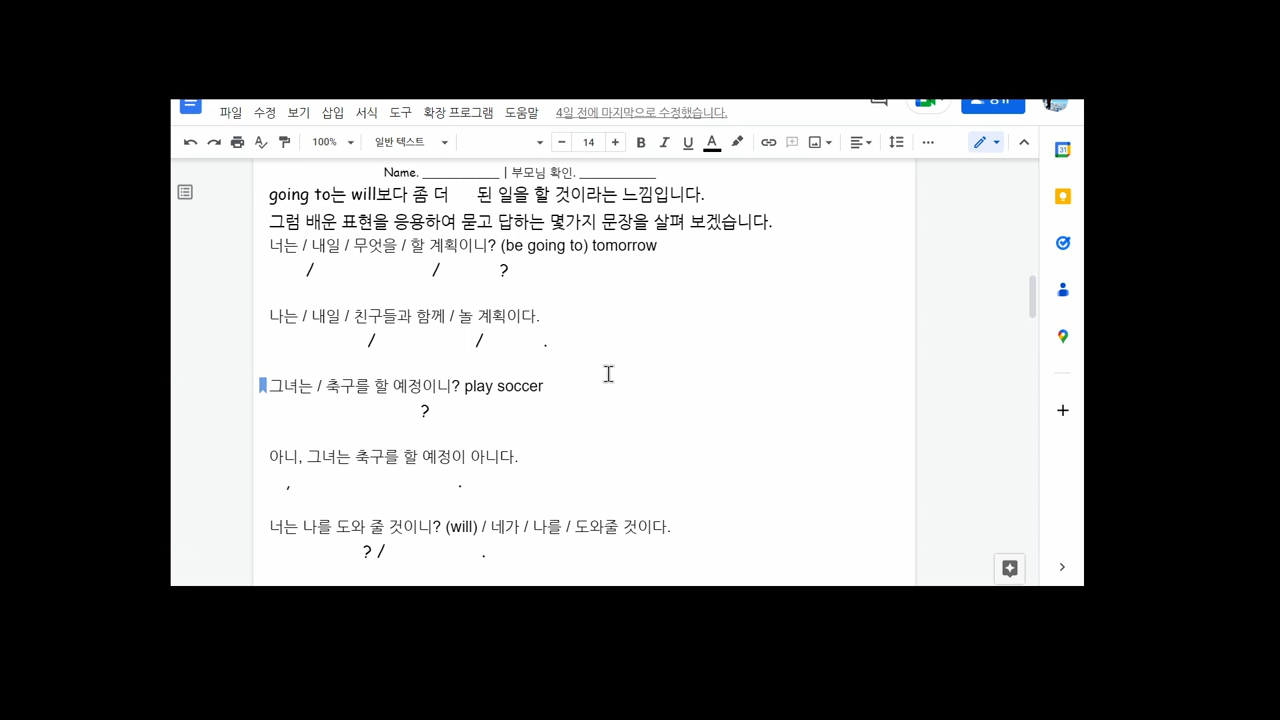 파일 수정 보기 삽입 서식 도구 확장 프로그램 도움말 4일 전에 마지막으로 수정했습니다.
100% 일반 텍스트 − 14 + B I U A
Name. ___________ | 부모님 확인. ___________
going to는 will보다 좀 더 된 일을 할 것이라는 느낌입니다.
그럼 배운 표현을 응용하여 묻고 답하는 몇가지 문장을 살펴 보겠습니다.
너는 / 내일 / 무엇을 / 할 계획이니? (be going to) tomorrow
/ / ?
나는 / 내일 / 친구들과 함께 / 놀 계획이다.
/ / .
그녀는 / 축구를 할 예정이니? play soccer
?
아니, 그녀는 축구를 할 예정이 아니다.
, .
너는 나를 도와 줄 것이니? (will) / 네가 / 나를 / 도와줄 것이다.
? / .